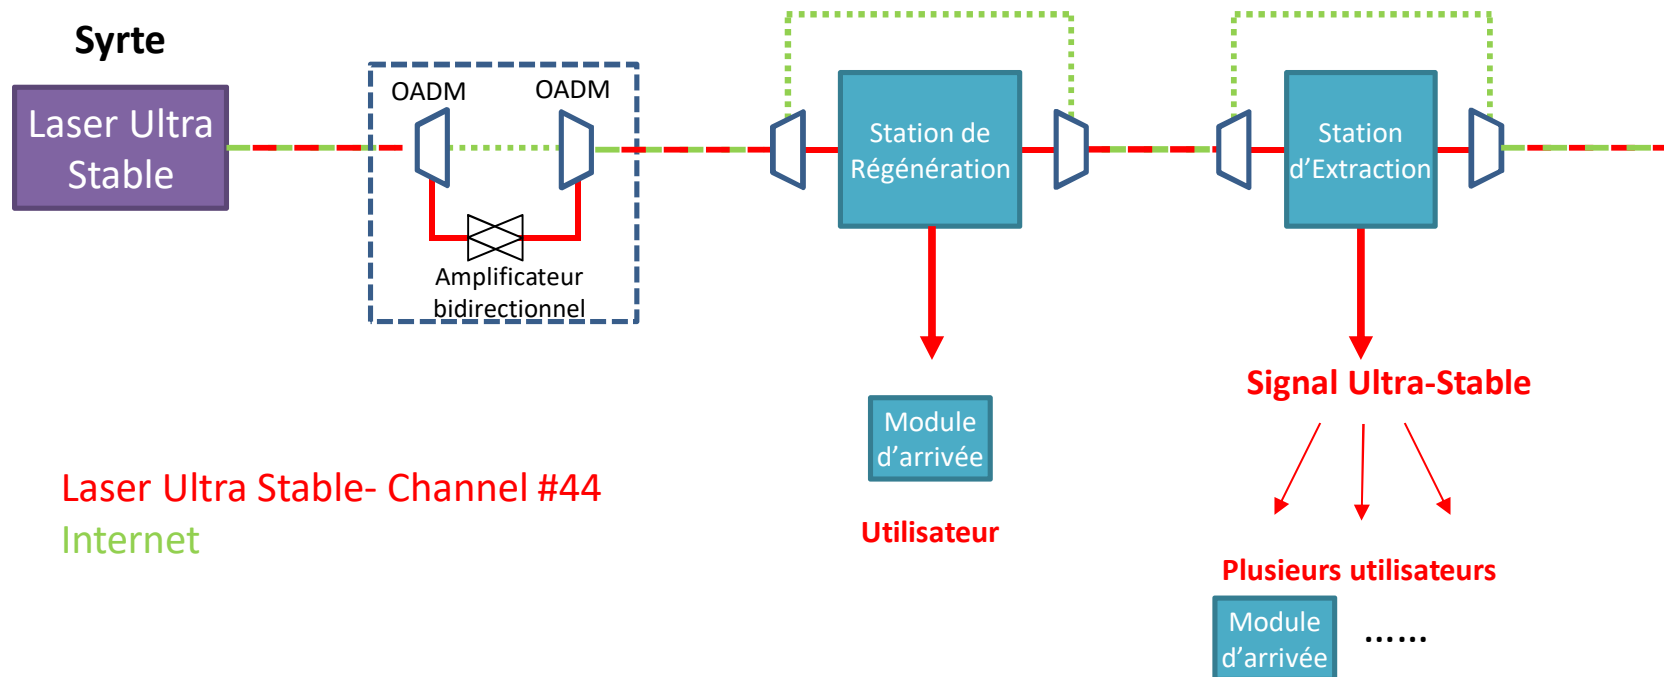 Syrte
Laser Ultra
Stable
OADM
OADM
Amplificateur
bidirectionnel
Station de
Régénération
Station
d’Extraction
Module
d’arrivée
Utilisateur
Signal Ultra-Stable
Plusieurs utilisateurs
Module
d’arrivée
......
Laser Ultra Stable- Channel #44
Internet